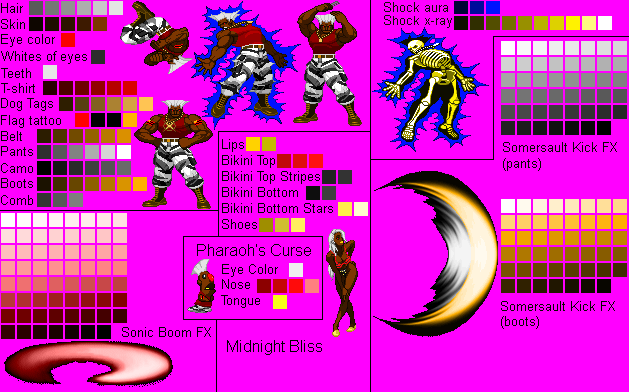 Hair
Skin
Eye color
Whites of eyes
Teeth
T-shirt
Dog Tags
Flag tattoo
Belt
Pants
Camo
Boots
Comb
Shock aura
Shock x-ray
Somersault Kick FX
(pants)
Lips
Bikini Top
Bikini Top Stripes
Bikini Bottom
Bikini Bottom Stars
Shoes
Pharaoh's Curse
Eye Color
Nose
Tongue
Midnight Bliss
Sonic Boom FX
Somersault Kick FX
(boots)